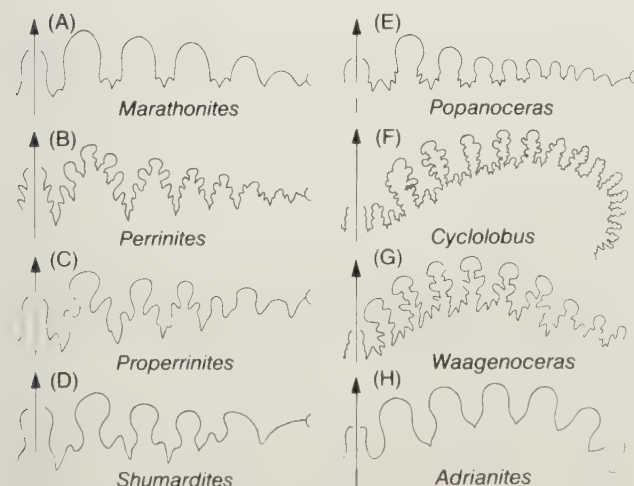 (A)
Marathonites
(B)
Perrinites
(C)
Properrinites
(D)
Shumardites
(E)
Popanoceras
(F)
Cyclolobus
(G)
Waagenoceras
(H)
Adrianites